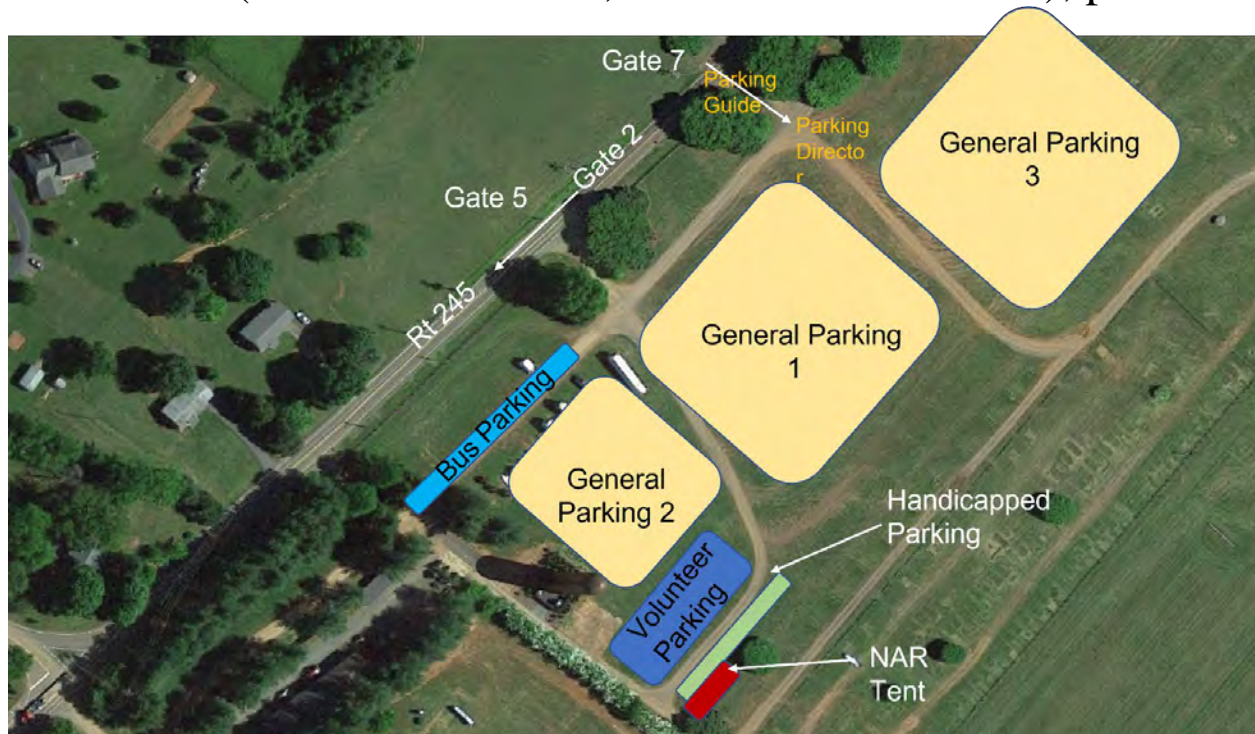 Gate 7
Parking
Guide
Parking
Directo
r
General Parking
3
Gate 2
Gate 5
Rt 245
General Parking
1
Bus Parking
General
Parking 2
Handicapped
Parking
Volunteer
Parking
NAR
Tent